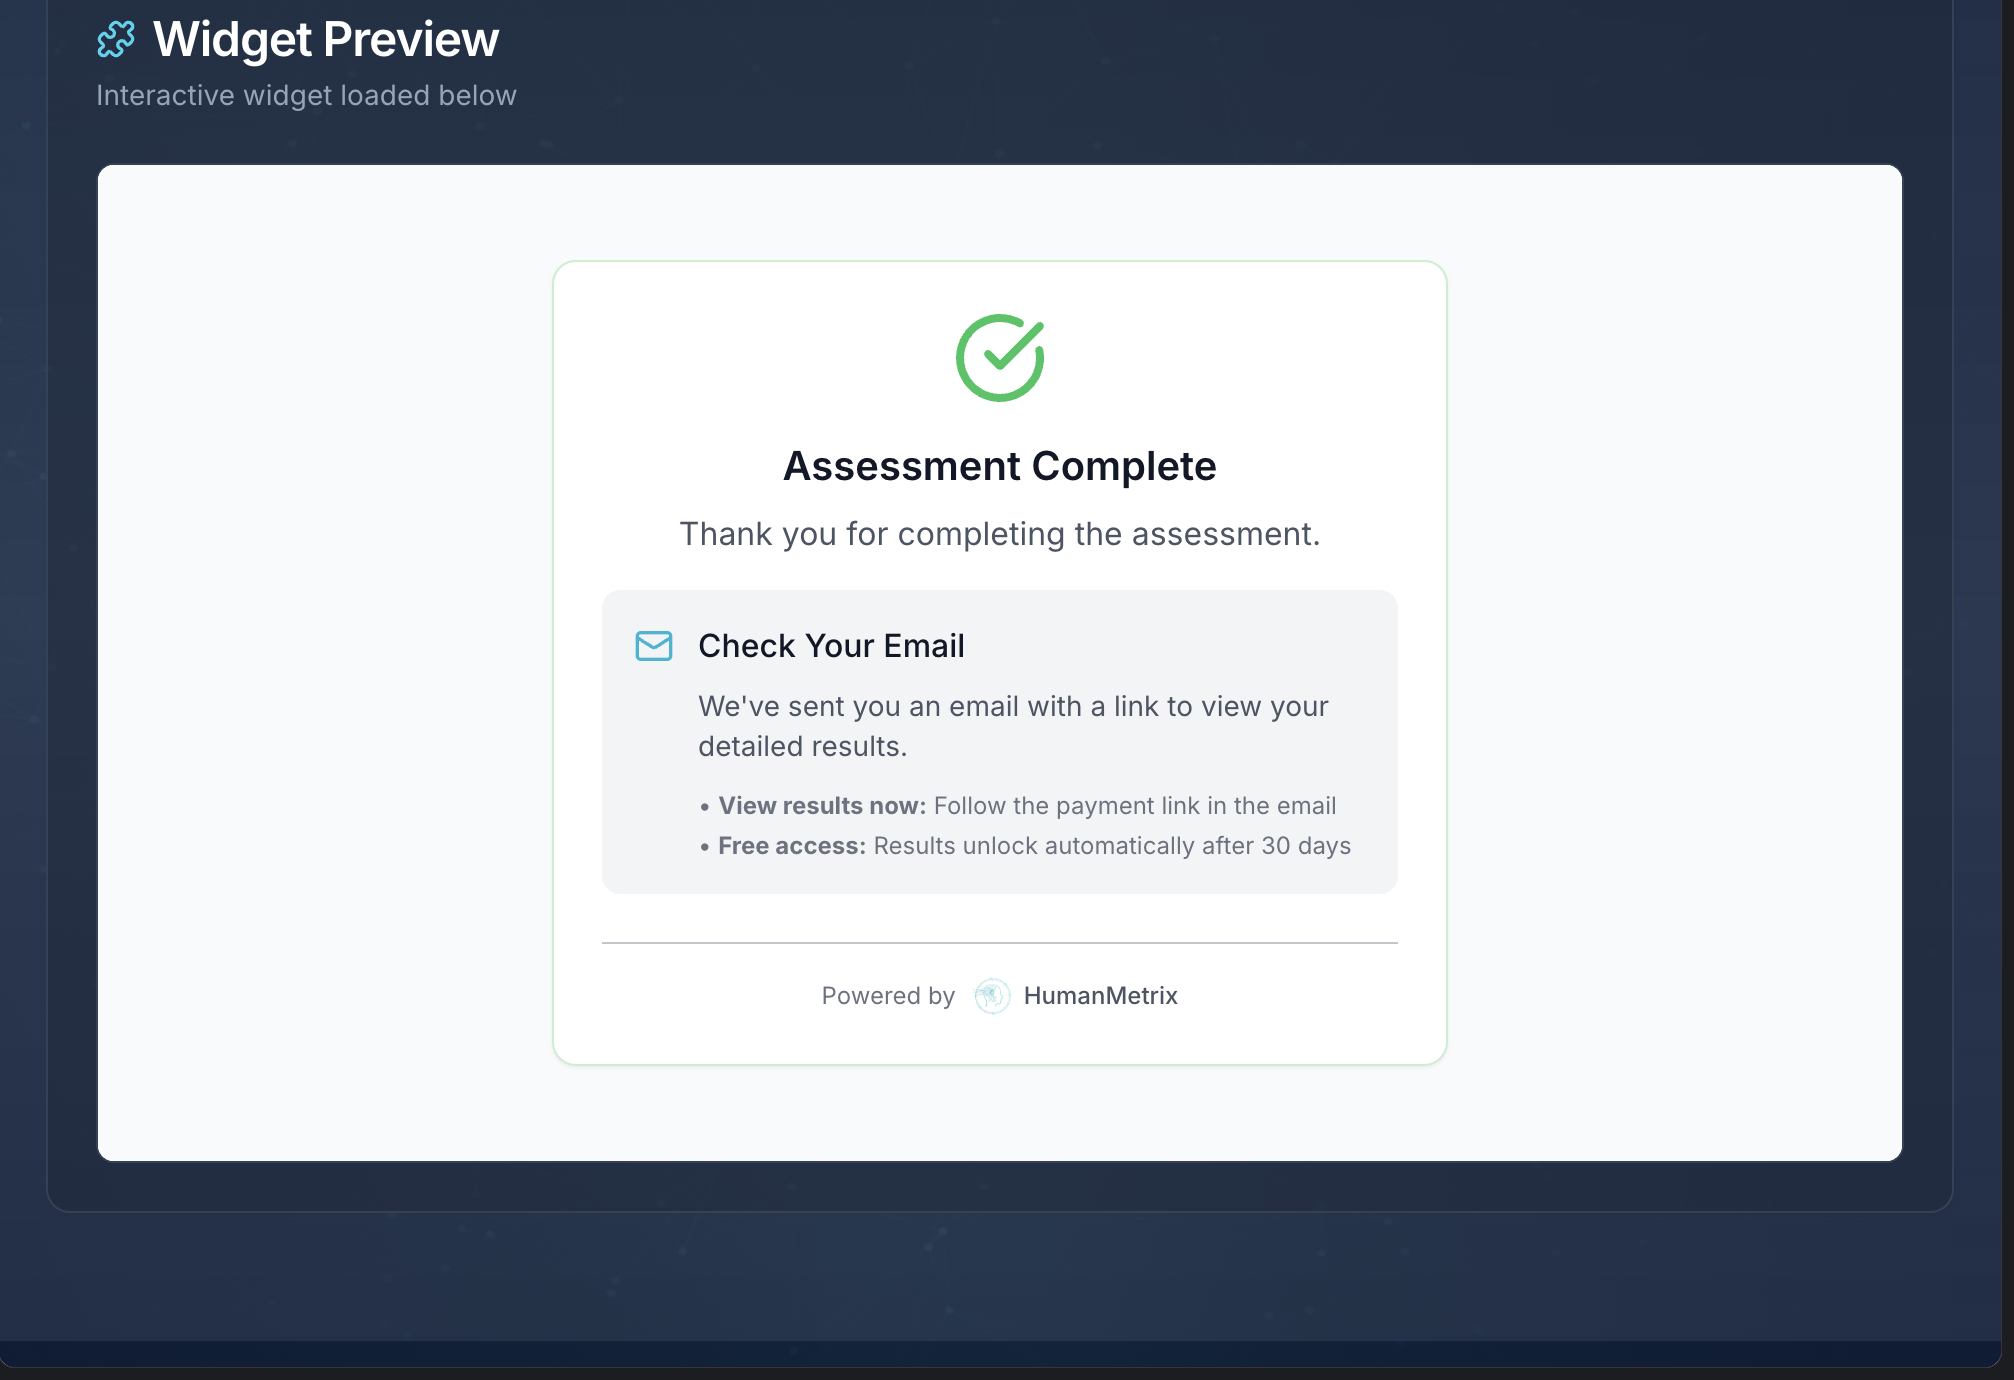 Widget Preview
Interactive widget loaded below
Assessment Complete
Thank you for completing the assessment.
Check Your Email
We've sent you an email with a link to view your
detailed results.
• View results now: Follow the payment link in the email
• Free access: Results unlock automatically after 30 days
Powered by HumanMetrix